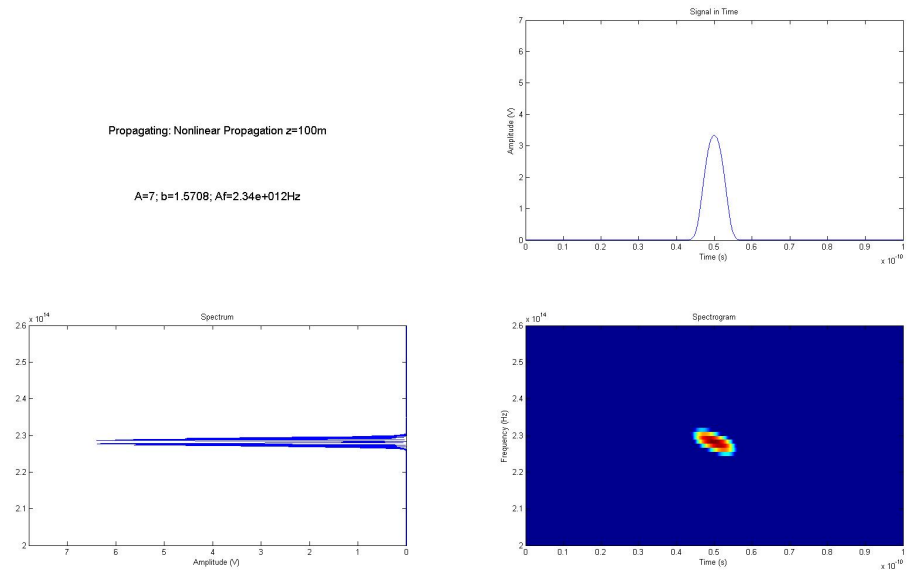 Signal in Time
7
6
5
4
3
2
1
0
Amplitude (V)
0 0.1 0.2 0.3 0.4 0.5 0.6 0.7 0.8 0.9 1
Time (s)
x 10^-10
Propagating: Nonlinear Propagation z=100m
A=7; b=1.5708; Af=2.34e+012Hz
x 10^14
Spectrum
2.6
2.5
2.4
2.3
2.2
2.1
2
7 6 5 4 3 2 1 0
Amplitude (V)
x 10^14
Spectrogram
2.6
2.5
2.4
2.3
2.2
2.1
2
Frequency (Hz)
0 0.1 0.2 0.3 0.4 0.5 0.6 0.7 0.8 0.9 1
Time (s)
x 10^-10